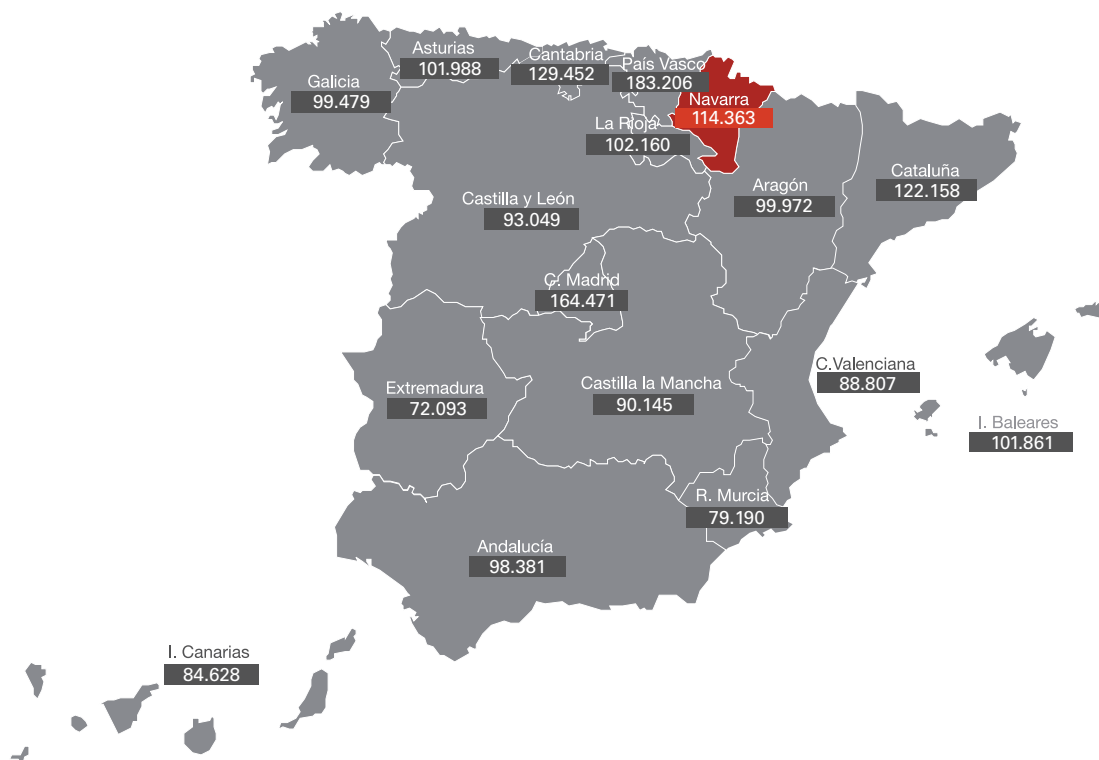 Asturias
101.988
Cantabria
129.452
País Vasco
183.206
Galicia
99.479
Navarra
114.363
La Rioja
102.160
Cataluña
122.158
Aragón
99.972
Castilla y León
93.049
C. Madrid
164.471
C.Valenciana
88.807
Extremadura
72.093
Castilla la Mancha
90.145
I. Baleares
101.861
R. Murcia
79.190
Andalucía
98.381
I. Canarias
84.628